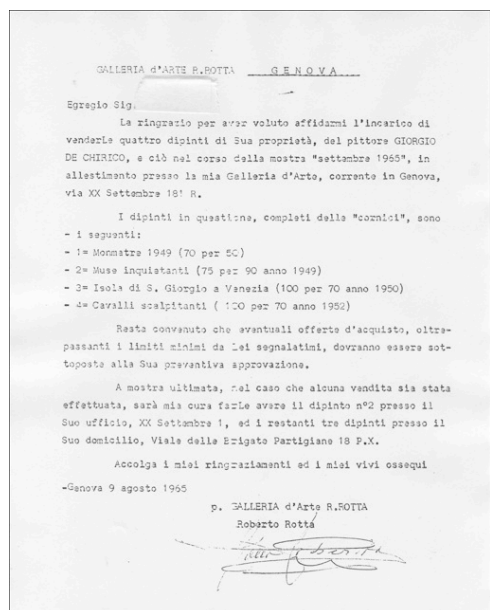 GALLERIA d'ARTE R.ROTTA   GENOVA
Egregio Sig.
La ringrazio per aver voluto affidarmi l'incarico di
venderLe quattro dipinti di Sua proprietà, del pittore GIORGIO
DE CHIRICO, e ciò nel corso della mostra "settembre 1965", in
allestimento presso la mia Galleria d'Arte, corrente in Genova,
via XX Settembre 181 R.
I dipinti in questione, completi delle "cornici", sono
- i seguenti:
- 1= Monmatre 1949 (70 per 50)
- 2= Muse inquietanti (75 per 90 anno 1949)
- 3= Isola di S. Giorgio a Venezia (100 per 70 anno 1950)
- 4= Cavalli scalpitanti ( 100 per 70 anno 1952)
Resta convenuto che eventuali offerte d'acquisto, oltre-
passanti i limiti minimi da Lei segnalatimi, dovranno essere sot-
toposte alla Sua preventiva approvazione.
A mostra ultimata, nel caso che alcuna vendita sia stata
effettuata, sarà mia cura farLe avere il dipinto n°2 presso il
Suo ufficio, XX Settembre 1, ed i restanti tre dipinti presso il
Suo domicilio, Viale delle Brigate Partigiane 18 P.X.
Accolga i miei ringraziamenti ed i miei vivi ossequi
-Genova 9 agosto 1965
p. GALLERIA d'Arte R.ROTTA
Roberto Rotta